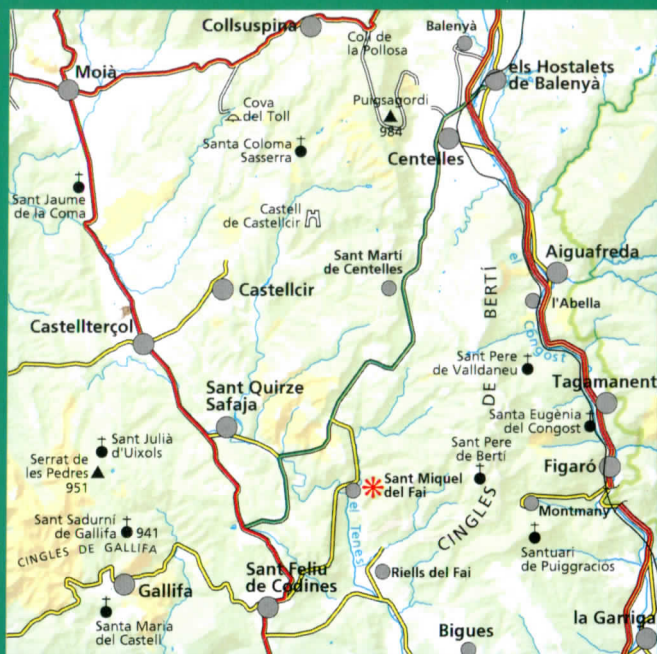 Collsuspina
Coll de
la Pollosa
Balenyà
els Hostalets
de Balenyà
Moià
Cova
del Toll
Puigsagordi
984
Santa Coloma
Sasserra
Centelles
Sant Jaume
de la Coma
Castell
de Castellcir
Sant Martí
de Centelles
Aiguafreda
Castellcir
l'Abella
el Congost
Castellterçol
Sant Pere
de Valldaneu
Tagamanent
Sant Quirze
Safaja
Santa Eugènia
del Congost
Sant Julià
d'Uixols
Serrat de
les Pedres
951
Sant Pere
de Bertí
Figaró
Sant Miquel
del Fai
CINGLES DE BERTÍ
Montmany
Sant Sadurní
de Gallifa
941
CINGLES DE GALLIFA
el Tenes
Santuari
de Puiggraciós
Gallifa
Sant Feliu
de Codines
Riells del Fai
Santa Maria
del Castell
Bigues
la Garriga